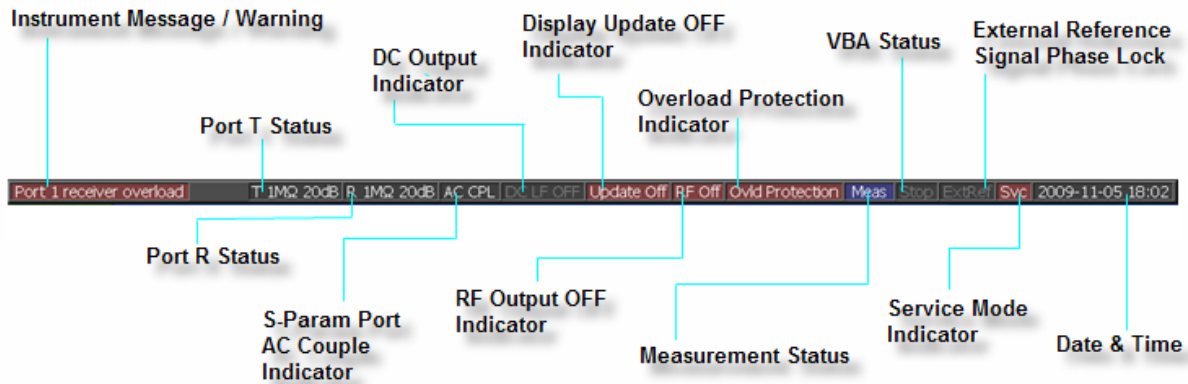 Instrument Message / Warning
Display Update OFF
Indicator
External Reference
Signal Phase Lock
VBA Status
DC Output
Indicator
Overload Protection
Indicator
Port T Status
Port 1 receiver overload T 1MΩ 20dB R 1MΩ 20dB AC CPL DC LF OFF Update Off RF Off Ovld Protection Meas Stop ExtRef Svc 2009-11-05 18:02
Port R Status
RF Output OFF
Indicator
Service Mode
Indicator
S-Param Port
AC Couple
Indicator
Measurement Status
Date & Time